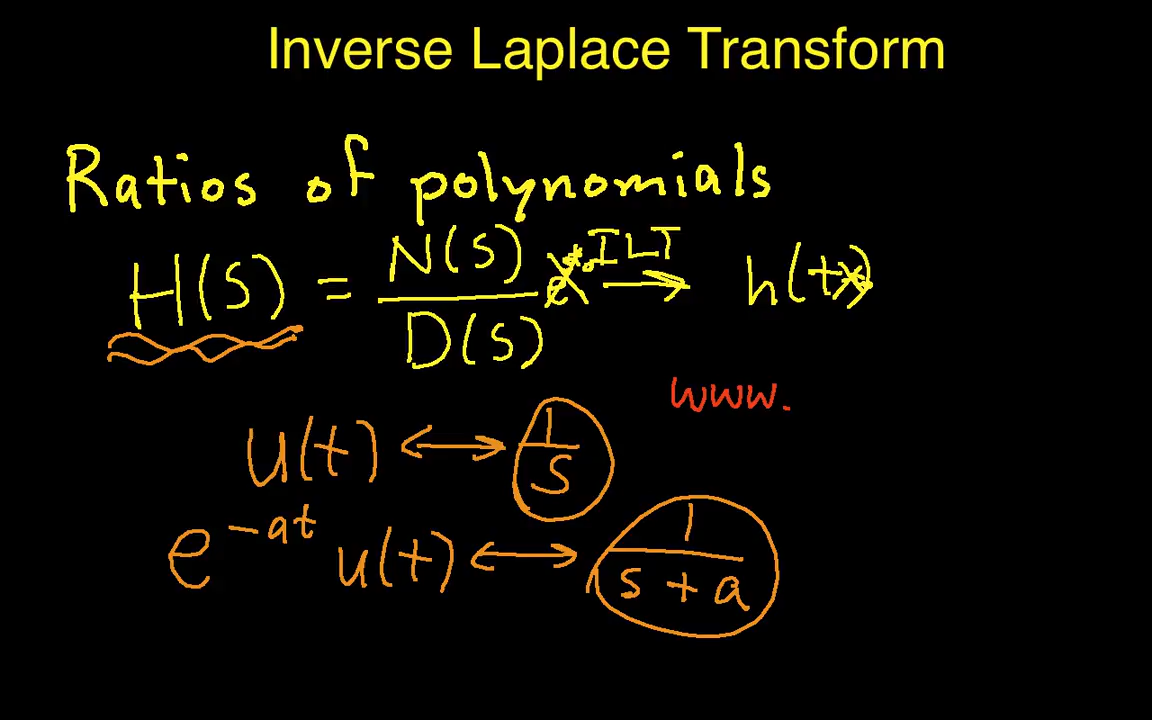 Inverse Laplace Transform
Ratios of polynomials
H(s) = N(s) / D(s) ILT → h(t)
www.
u(t) ↔ 1/s
e^-at u(t) ↔ 1/(s + a)